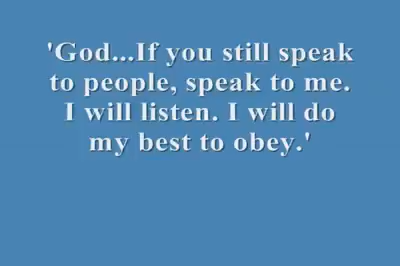 'God...If you still speak
to people, speak to me.
I will listen. I will do
my best to obey.'